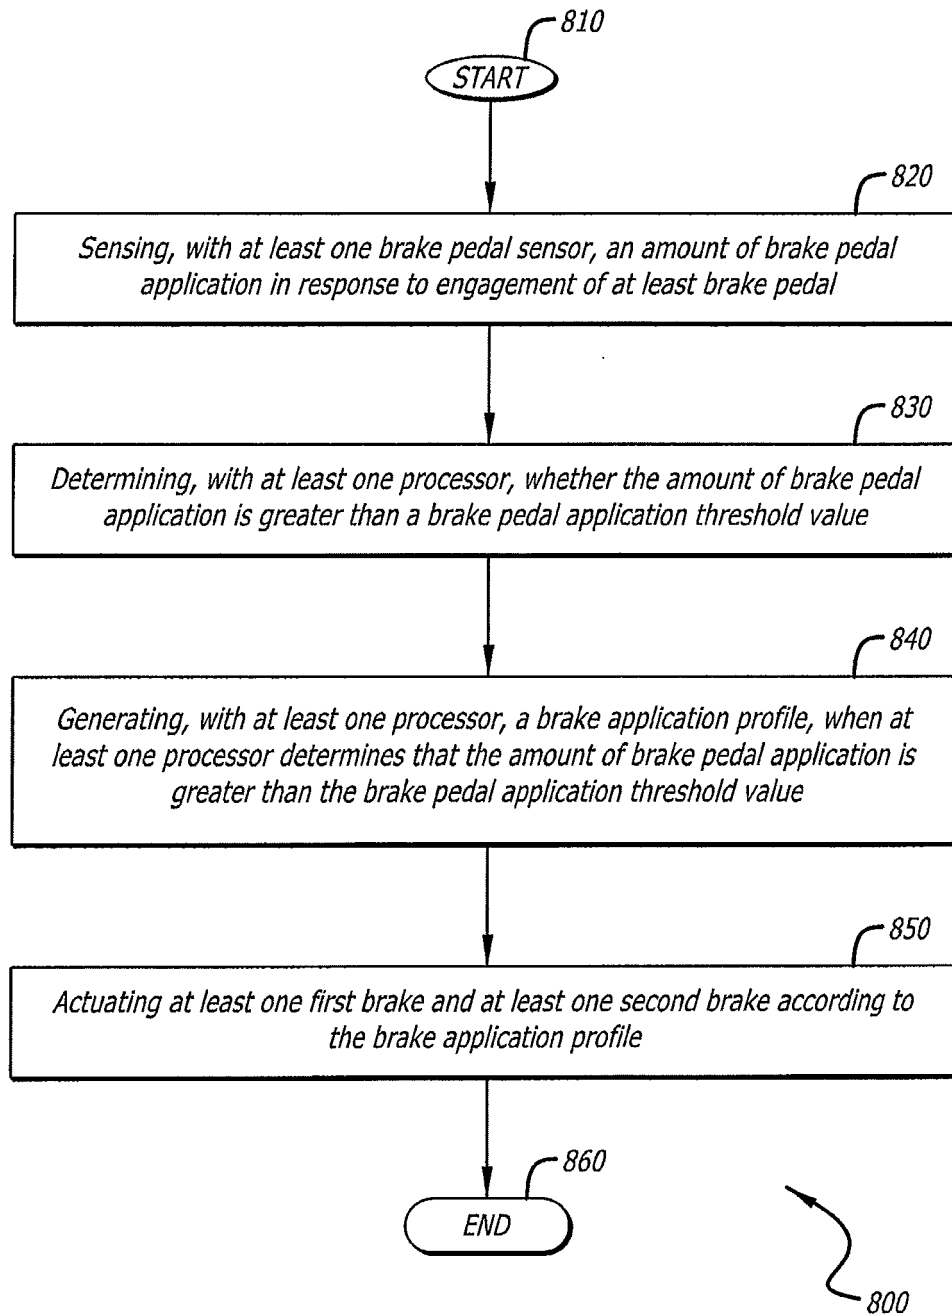 810
START
820
Sensing, with at least one brake pedal sensor, an amount of brake pedal
application in response to engagement of at least brake pedal
830
Determining, with at least one processor, whether the amount of brake pedal
application is greater than a brake pedal application threshold value
840
Generating, with at least one processor, a brake application profile, when at
least one processor determines that the amount of brake pedal application is
greater than the brake pedal application threshold value
850
Actuating at least one first brake and at least one second brake according to
the brake application profile
860
END
800